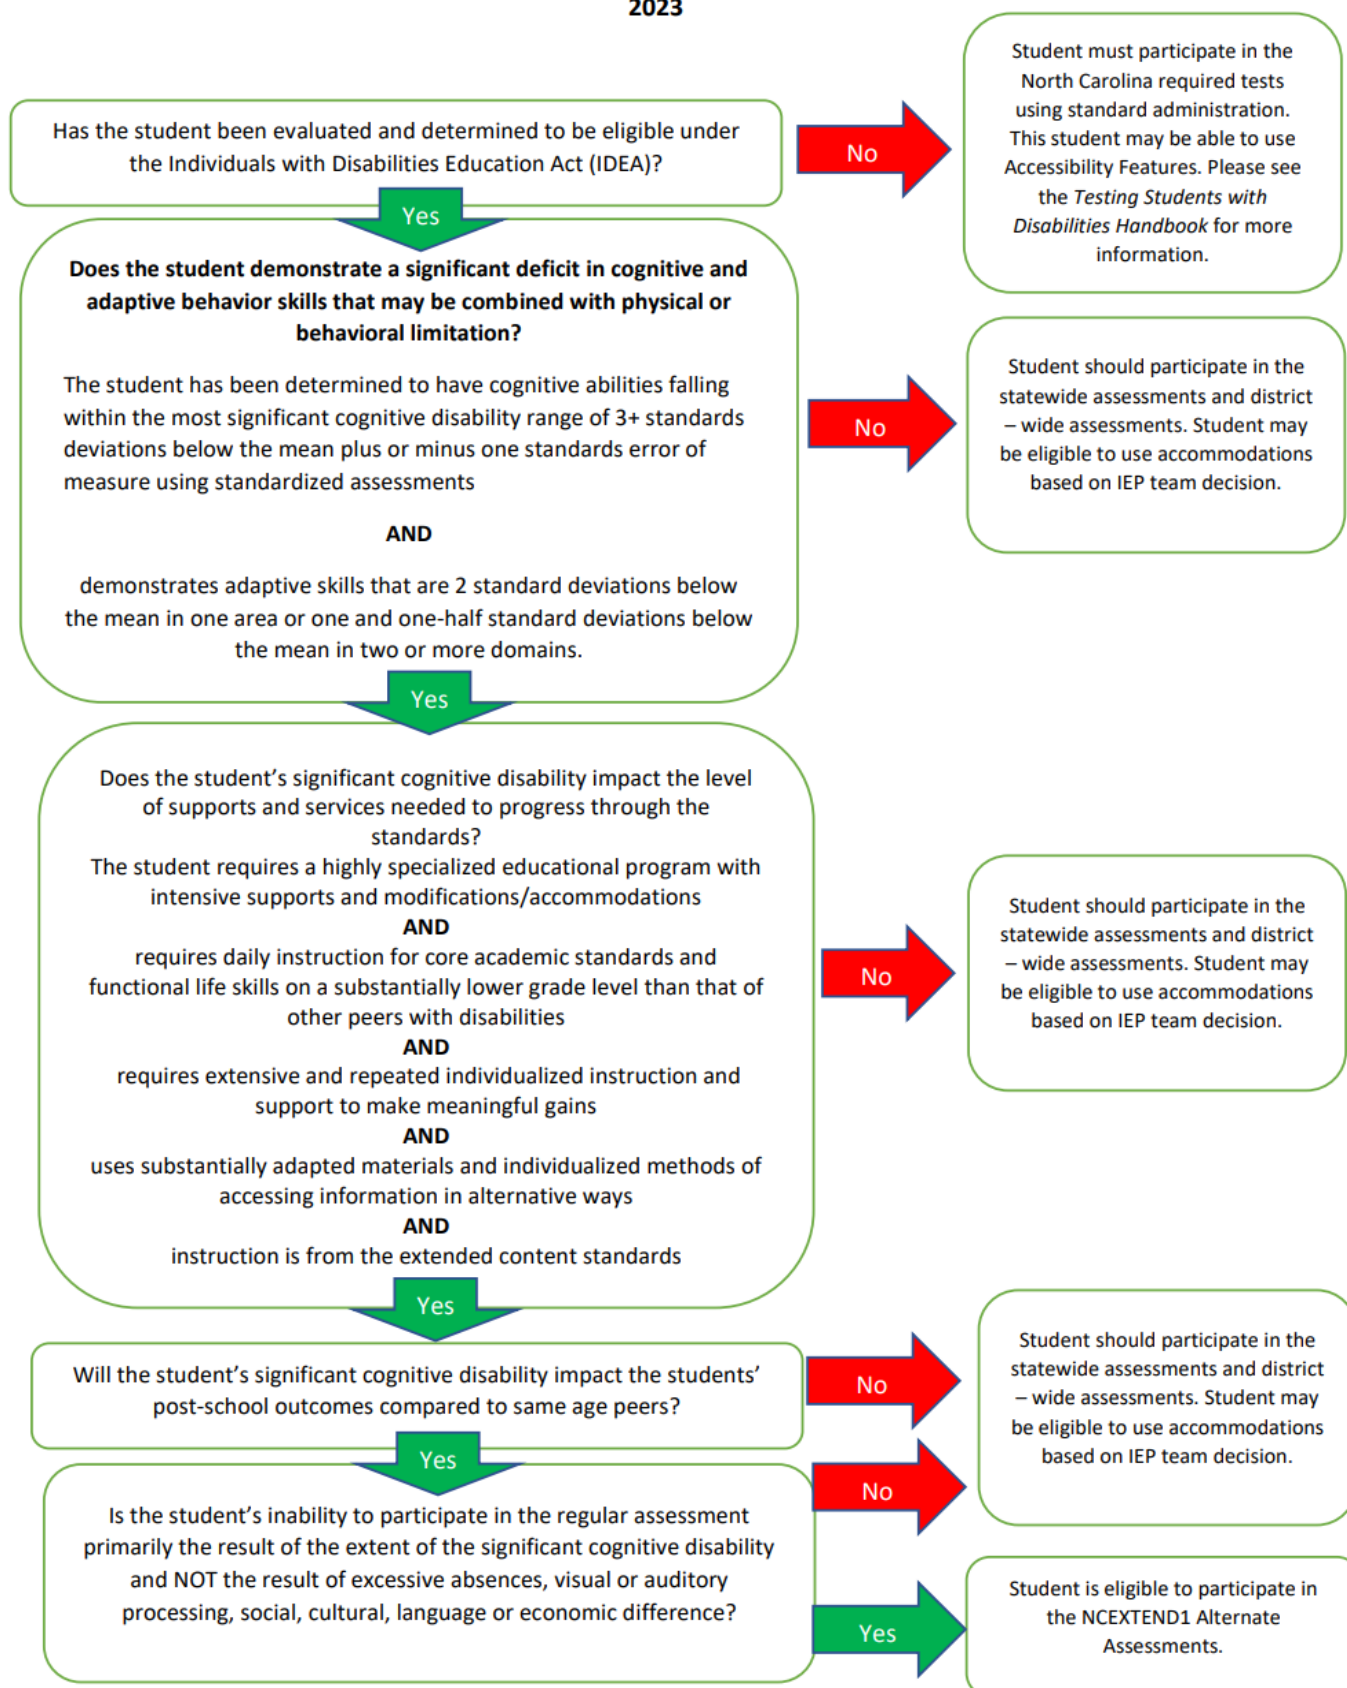 2023
Has the student been evaluated and determined to be eligible under
the Individuals with Disabilities Education Act (IDEA)?
No
Student must participate in the
North Carolina required tests
using standard administration.
This student may be able to use
Accessibility Features. Please see
the Testing Students with
Disabilities Handbook for more
information.
Yes
Does the student demonstrate a significant deficit in cognitive and
adaptive behavior skills that may be combined with physical or
behavioral limitation?
The student has been determined to have cognitive abilities falling
within the most significant cognitive disability range of 3+ standards
deviations below the mean plus or minus one standards error of
measure using standardized assessments
AND
demonstrates adaptive skills that are 2 standard deviations below
the mean in one area or one and one-half standard deviations below
the mean in two or more domains.
No
Student should participate in the
statewide assessments and district
– wide assessments. Student may
be eligible to use accommodations
based on IEP team decision.
Yes
Does the student’s significant cognitive disability impact the level
of supports and services needed to progress through the
standards?
The student requires a highly specialized educational program with
intensive supports and modifications/accommodations
AND
requires daily instruction for core academic standards and
functional life skills on a substantially lower grade level than that of
other peers with disabilities
AND
requires extensive and repeated individualized instruction and
support to make meaningful gains
AND
uses substantially adapted materials and individualized methods of
accessing information in alternative ways
AND
instruction is from the extended content standards
No
Student should participate in the
statewide assessments and district
– wide assessments. Student may
be eligible to use accommodations
based on IEP team decision.
Yes
Will the student’s significant cognitive disability impact the students’
post-school outcomes compared to same age peers?
No
Student should participate in the
statewide assessments and district
– wide assessments. Student may
be eligible to use accommodations
based on IEP team decision.
Yes
Is the student’s inability to participate in the regular assessment
primarily the result of the extent of the significant cognitive disability
and NOT the result of excessive absences, visual or auditory
processing, social, cultural, language or economic difference?
No
Yes
Student is eligible to participate in
the NCEXTEND1 Alternate
Assessments.